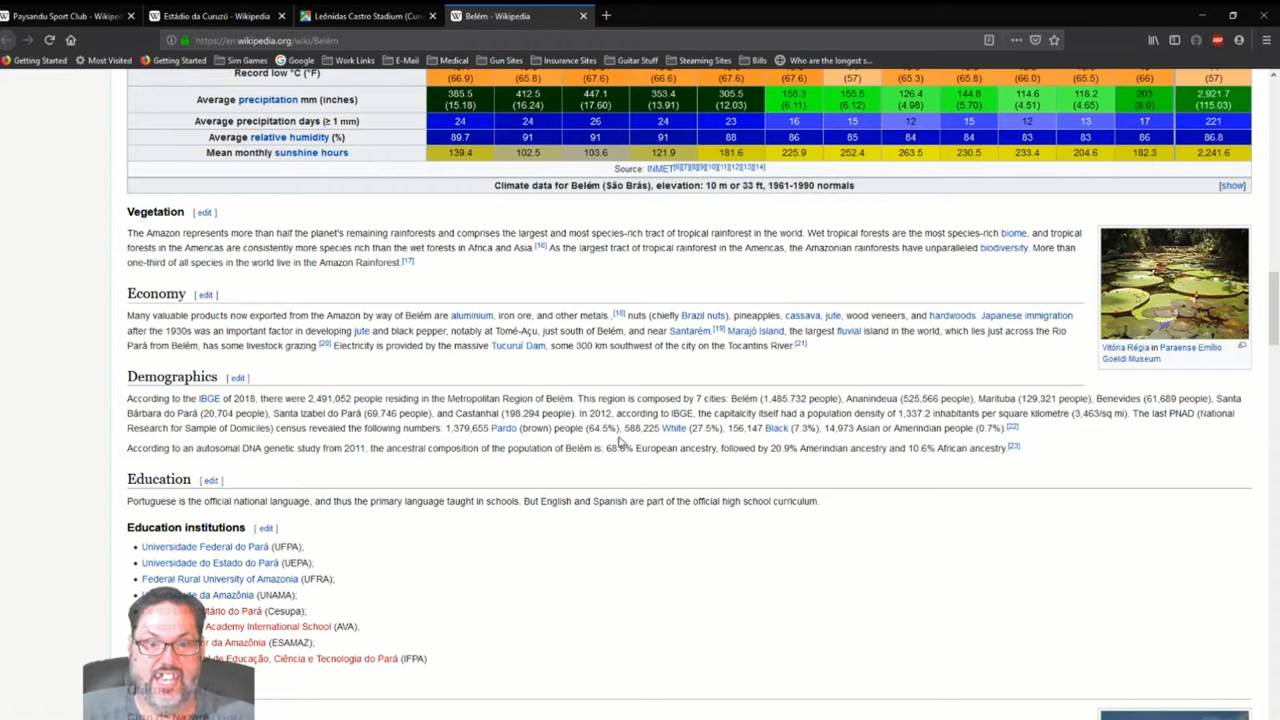 Paysandu Sport Club - Wikiped
Estádio da Curuzú - Wikipedia
Leônidas Castro Stadium (Curu
Belém - Wikipedia
https://en.wikipedia.org/wiki/Belém
Getting Started Most Visited Getting Started Sim Games Google Work Links E-Mail Medical Gun Sites Insurance Sites Guitar Stuff Steaming Sites Bills Who are the longest s...
Record low °C (°F) (66.9) (65.8) (67.6) (66.6) (67.6) (67.6) (57) (65.3) (65.8) (66.0) (65.5) (66) (57)
385.5 412.5 447.1 353.4 305.5 155.3 155.5 126.4 144.8 114.6 118.2 203 2,921.7
Average precipitation mm (inches)
(15.18) (16.24) (17.60) (13.91) (12.03) (6.11) (6.12) (4.98) (5.70) (4.51) (4.65) (8.0) (115.03)
Average precipitation days (≥ 1 mm) 24 24 26 24 23 16 15 12 15 12 13 17 221
Average relative humidity (%) 89.7 91 91 91 88 86 85 84 84 83 83 86 86.8
Mean monthly sunshine hours 139.4 102.5 103.6 121.9 181.6 225.9 252.4 263.5 230.5 233.4 204.6 182.3 2,241.6
Source: INMET[6][7][8][9][10][11][12][13][14]
Climate data for Belém (São Brás), elevation: 10 m or 33 ft, 1961-1990 normals [show]
Vegetation [ edit ]
The Amazon represents more than half the planet's remaining rainforests and comprises the largest and most species-rich tract of tropical rainforest in the world. Wet tropical forests are the most species-rich biome, and tropical
forests in the Americas are consistently more species rich than the wet forests in Africa and Asia.[16] As the largest tract of tropical rainforest in the Americas, the Amazonian rainforests have unparalleled biodiversity. More than
one-third of all species in the world live in the Amazon Rainforest.[17]
Economy [ edit ]
Many valuable products now exported from the Amazon by way of Belém are aluminium, iron ore, and other metals.,[18] nuts (chiefly Brazil nuts), pineapples, cassava, jute, wood veneers, and hardwoods. Japanese immigration
after the 1930s was an important factor in developing jute and black pepper, notably at Tomé-Açu, just south of Belém, and near Santarém.[19] Marajó Island, the largest fluvial island in the world, which lies just across the Rio
Pará from Belém, has some livestock grazing.[20] Electricity is provided by the massive Tucuruí Dam, some 300 km southwest of the city on the Tocantins River.[21]
Vitória Régia in Paraense Emílio
Goeldi Museum
Demographics [ edit ]
According to the IBGE of 2018, there were 2,491,052 people residing in the Metropolitan Region of Belém. This region is composed by 7 cities: Belém (1,485.732 people), Ananindeua (525,566 people), Marituba (129,321 people), Benevides (61,689 people), Santa
Bárbara do Pará (20,704 people), Santa Izabel do Pará (69,746 people), and Castanhal (198,294 people). In 2012, according to IBGE, the capitalcity itself had a population density of 1,337.2 inhabitants per square kilometre (3,463/sq mi). The last PNAD (National
Research for Sample of Domiciles) census revealed the following numbers: 1,379,655 Pardo (brown) people (64.5%), 588,225 White (27.5%), 156,147 Black (7.3%), 14,973 Asian or Amerindian people (0.7%).[22]
According to an autosomal DNA genetic study from 2011, the ancestral composition of the population of Belém is: 68.6% European ancestry, followed by 20.9% Amerindian ancestry and 10.6% African ancestry.[23]
Education [ edit ]
Portuguese is the official national language, and thus the primary language taught in schools. But English and Spanish are part of the official high school curriculum.
Education institutions [ edit ]
Universidade Federal do Pará (UFPA);
Universidade do Estado do Pará (UEPA);
Federal Rural University of Amazonia (UFRA);
da Amazônia (UNAMA);
do Pará (Cesupa);
Academy International School (AVA);
da Amazônia (ESAMAZ);
de Educação, Ciência e Tecnologia do Pará (IFPA)